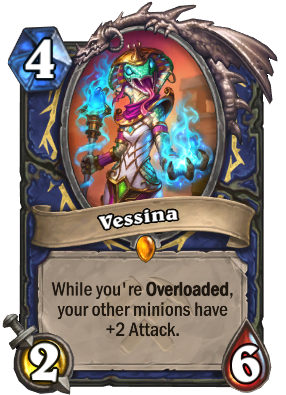 4
Vessina
While you're Overloaded,
your other minions have
+2 Attack.
2
6